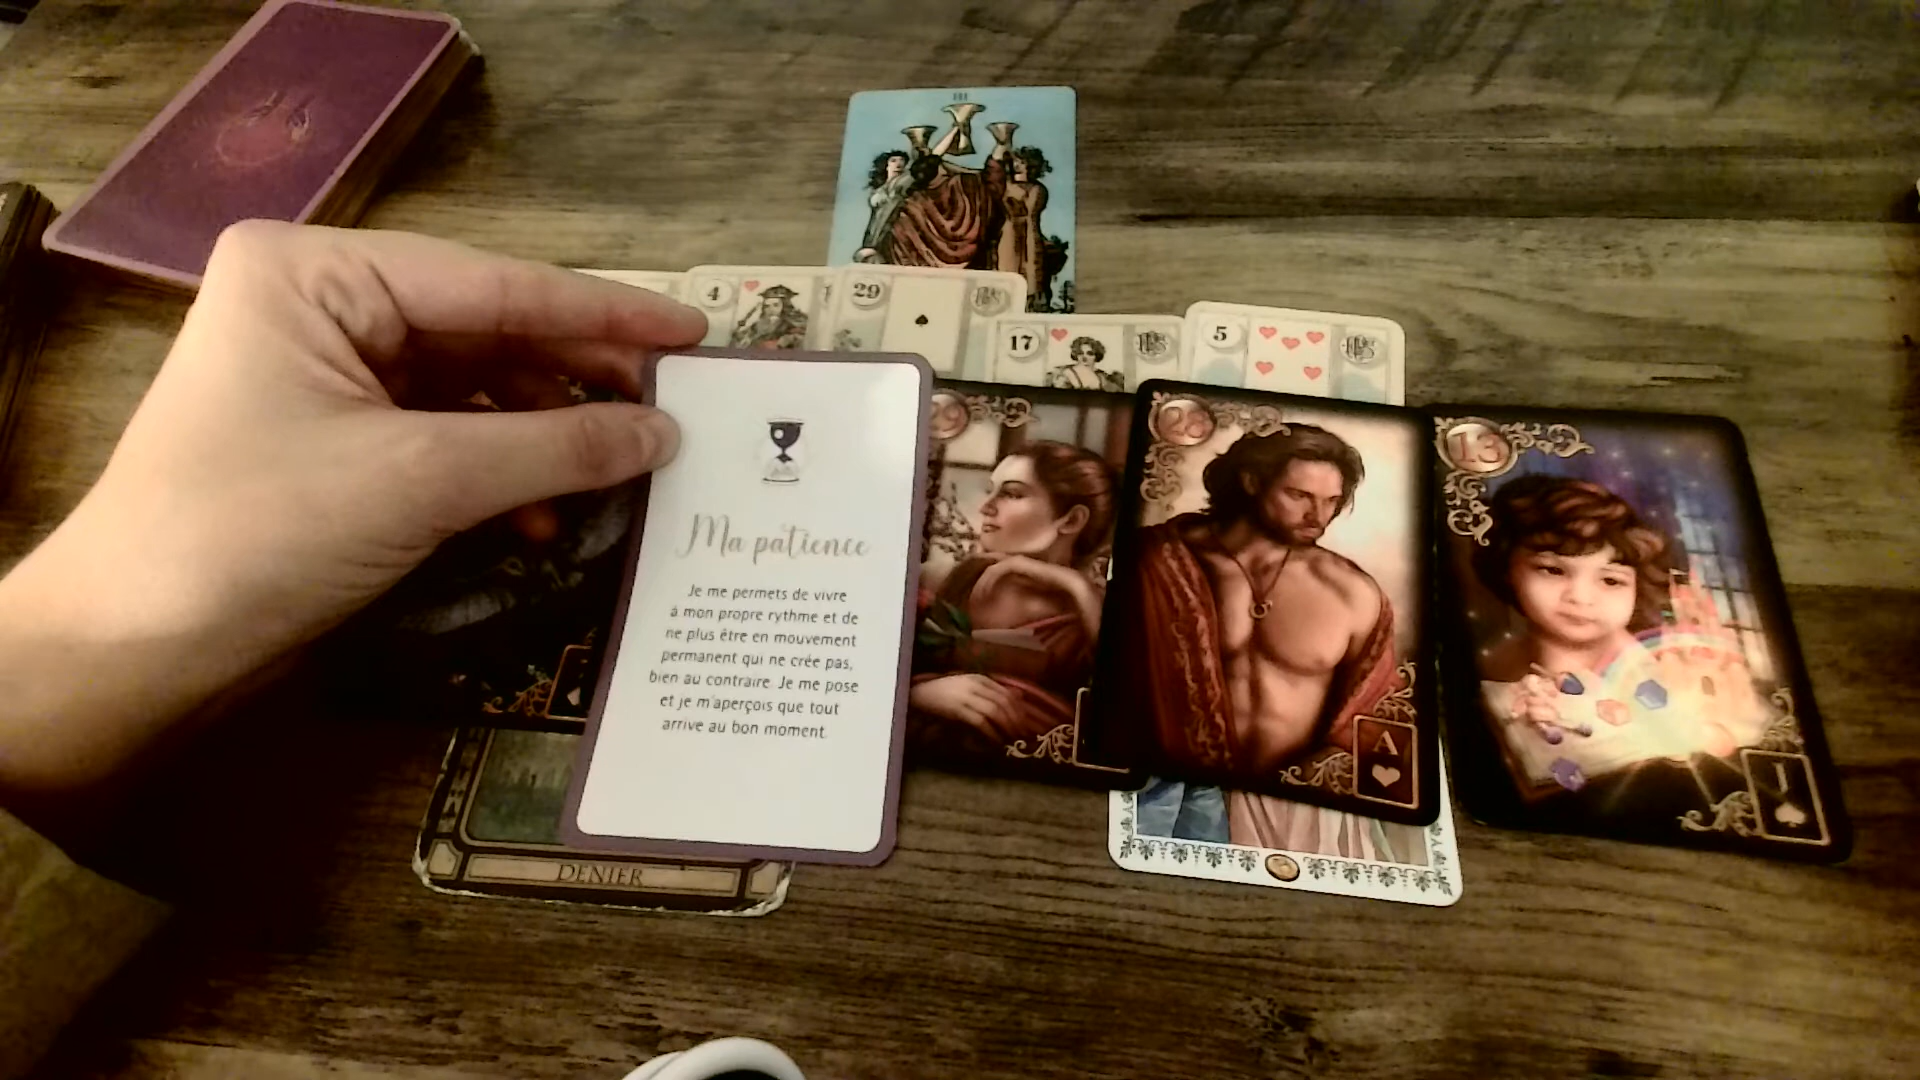 III
4
29
17
5
28
13
Ma patience
Je me permets de vivre
à mon propre rythme et de
ne plus être en mouvement
permanent qui ne crée pas,
bien au contraire. Je me pose
et je m'aperçois que tout
arrive au bon moment.
A
J
DENIER